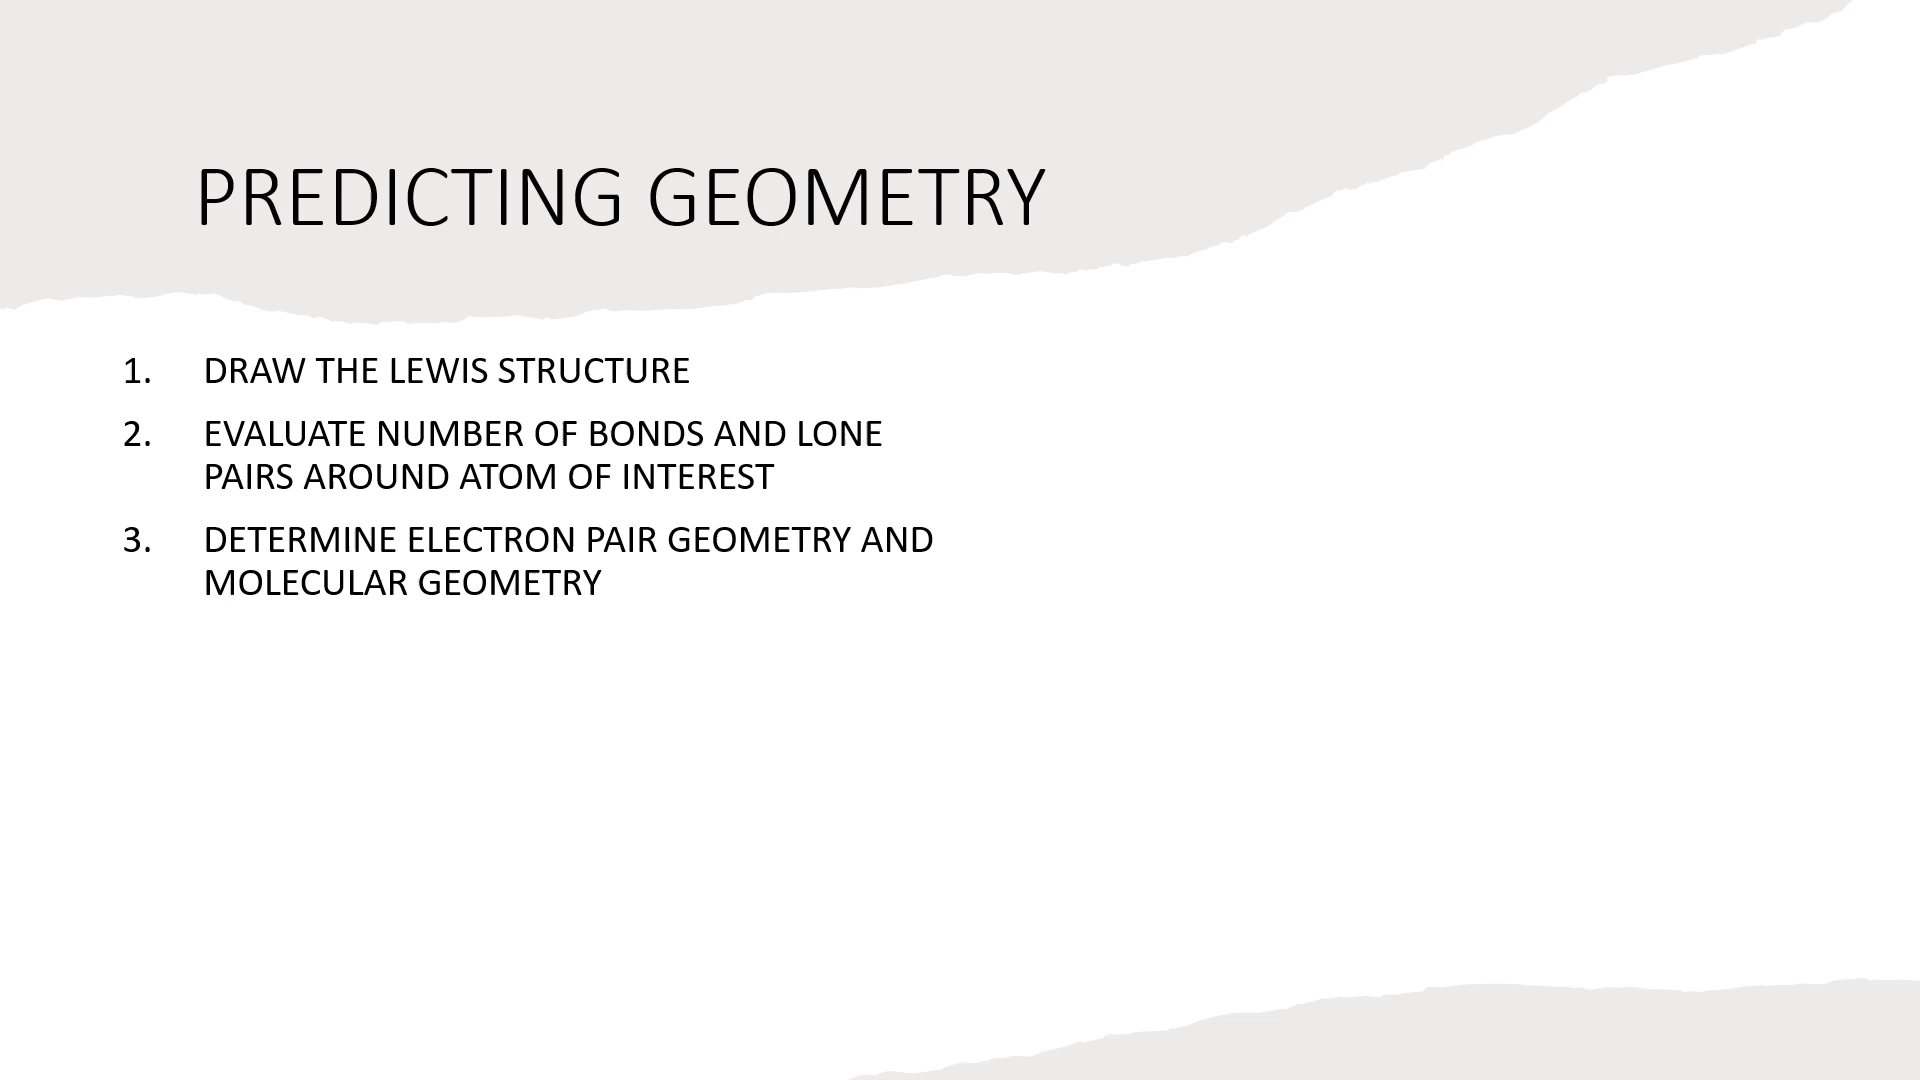 PREDICTING GEOMETRY
1. DRAW THE LEWIS STRUCTURE
2. EVALUATE NUMBER OF BONDS AND LONE
PAIRS AROUND ATOM OF INTEREST
3. DETERMINE ELECTRON PAIR GEOMETRY AND
MOLECULAR GEOMETRY